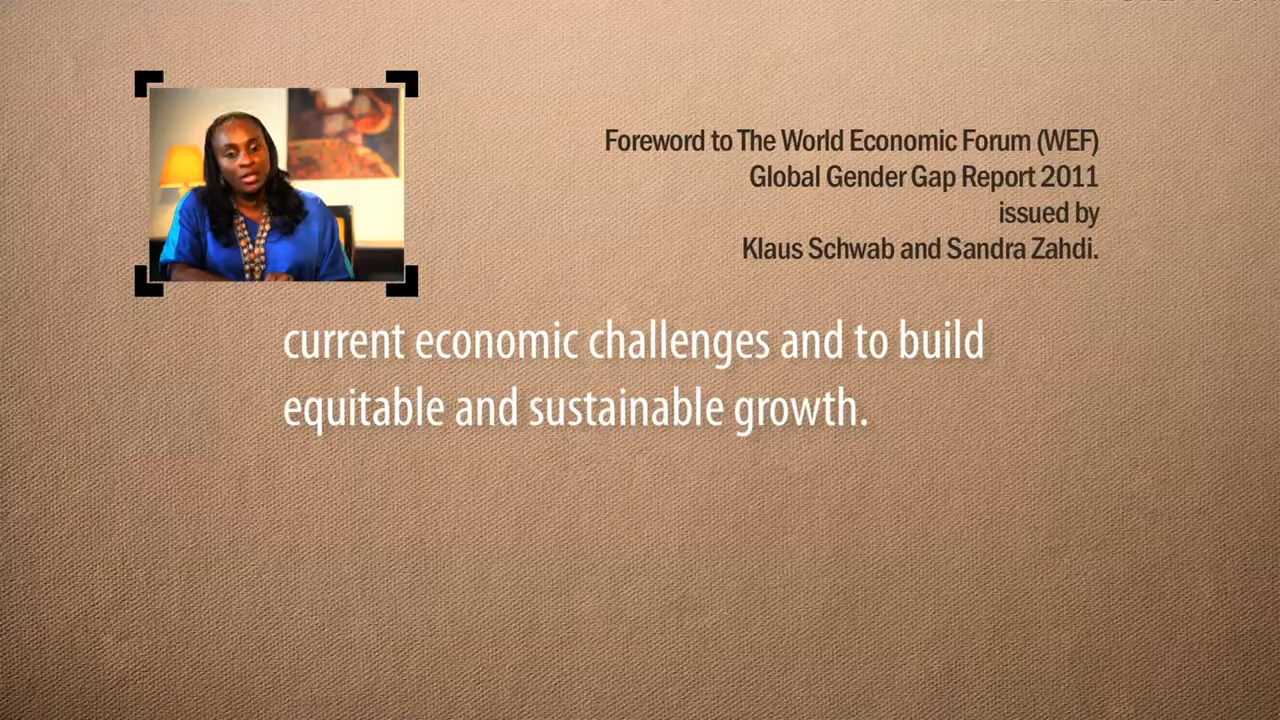 Foreword to The World Economic Forum (WEF)
Global Gender Gap Report 2011
issued by
Klaus Schwab and Sandra Zahdi.
current economic challenges and to build
equitable and sustainable growth.